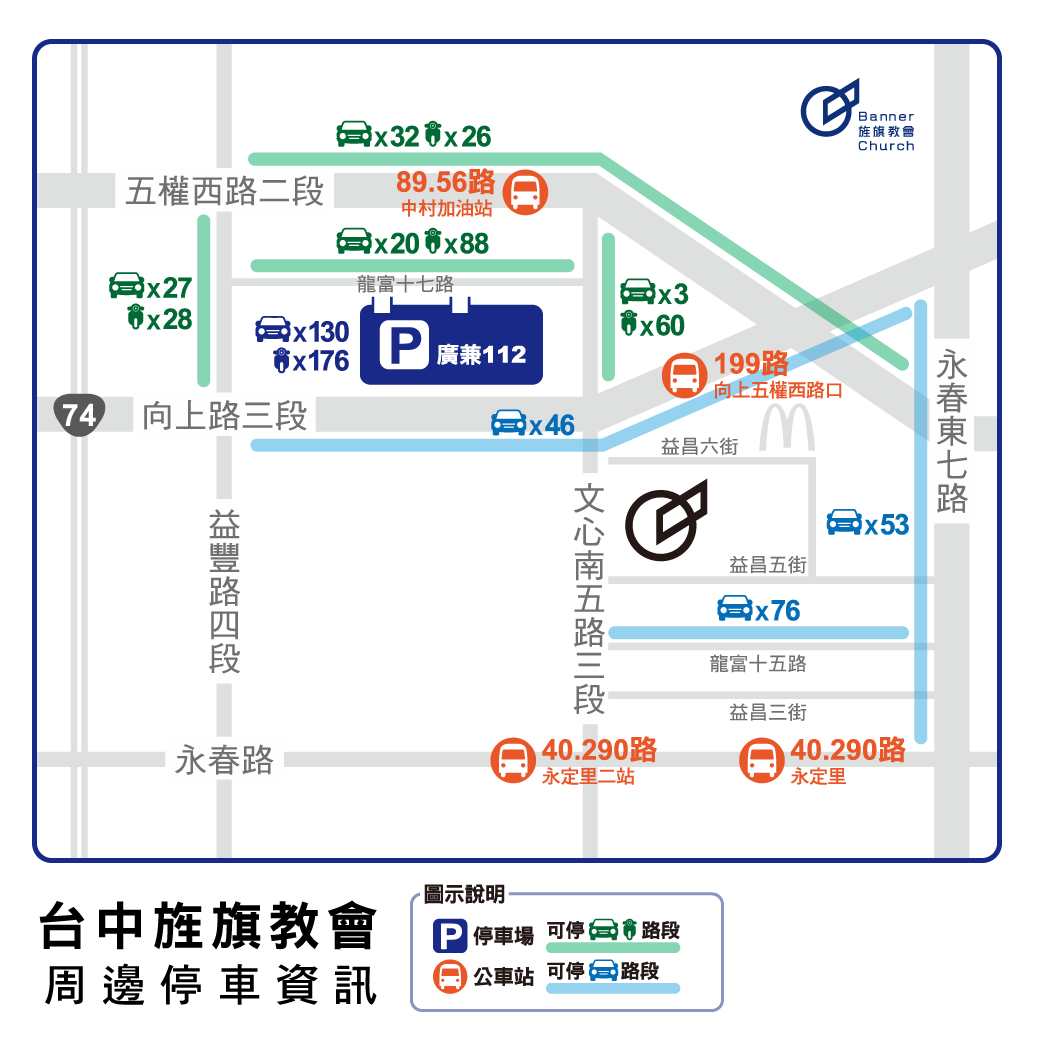 Banner
旌旗教會
Church
x32 x26
五權西路二段
89.56路
中村加油站
x20 x88
龍富十七路
x27
x28
x3
x60
x130
x176
P 廣兼112
199路
向上五權西路口
永春東七路
74
向上路三段
x46
益昌六街
益豐路四段
文心南五路三段
x53
益昌五街
x76
龍富十五路
益昌三街
永春路
40.290路
永定里二站
40.290路
永定里
台中旌旗教會
周邊停車資訊
圖示說明
P 停車場 可停 路段
公車站 可停 路段